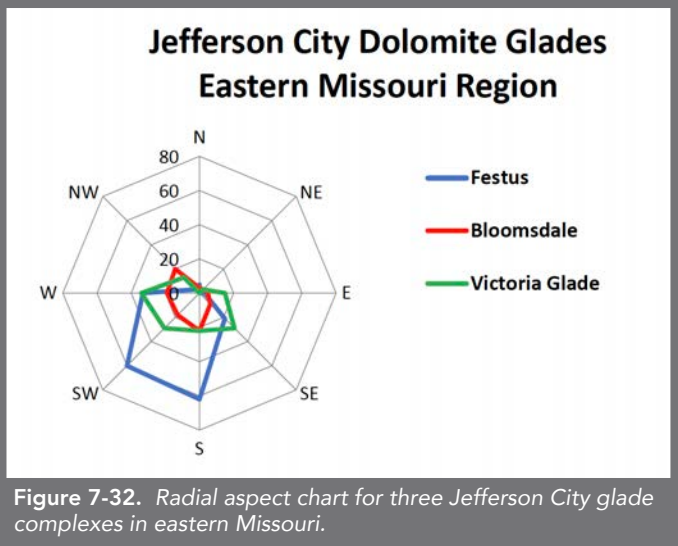 Jefferson City Dolomite Glades
Eastern Missouri Region
N
80
60
40
20
0
NW
NE
W
E
SW
SE
S
Festus
Bloomsdale
Victoria Glade
Figure 7-32. Radial aspect chart for three Jefferson City glade
complexes in eastern Missouri.